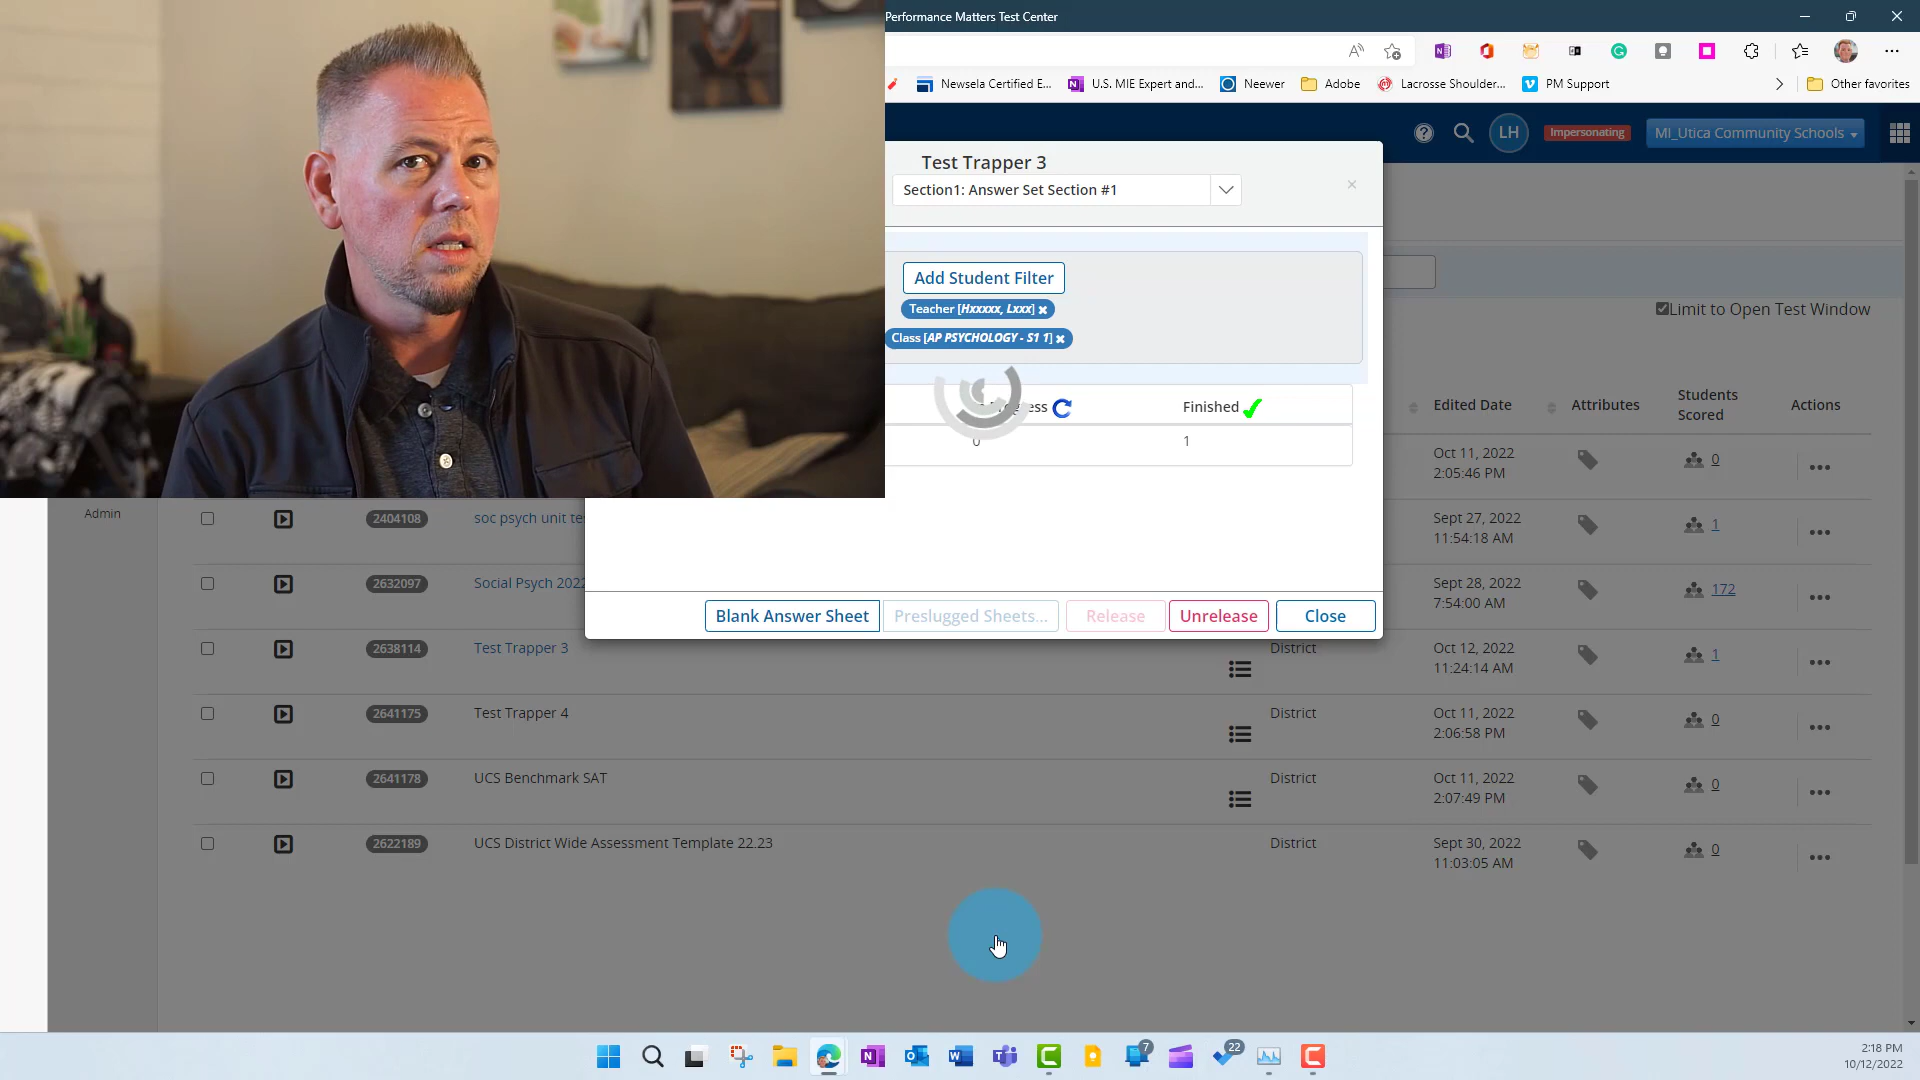 Performance Matters Test Center
Newsela Certified E...
U.S. MIE Expert and...
Neewer
Adobe
Lacrosse Shoulder...
PM Support
Other favorites
LH
Impersonating
MI_Utica Community Schools
Test Trapper 3
Section1: Answer Set Section #1
Add Student Filter
Teacher [Hxxxxx, Lxxx]
Class [AP PSYCHOLOGY - S1 1]
Finished
0
1
Blank Answer Sheet
Preslugged Sheets...
Release
Unrelease
Close
Limit to Open Test Window
Edited Date
Attributes
Students
Scored
Actions
Oct 11, 2022
2:05:46 PM
0
Admin
2404108
soc psych unit te
Sept 27, 2022
11:54:18 AM
1
2632097
Social Psych 2022
Sept 28, 2022
7:54:00 AM
172
2638114
Test Trapper 3
District
Oct 12, 2022
11:24:14 AM
1
2641175
Test Trapper 4
District
Oct 11, 2022
2:06:58 PM
0
2641178
UCS Benchmark SAT
District
Oct 11, 2022
2:07:49 PM
0
2622189
UCS District Wide Assessment Template 22.23
District
Sept 30, 2022
11:03:05 AM
0
7
22
2:18 PM
10/12/2022